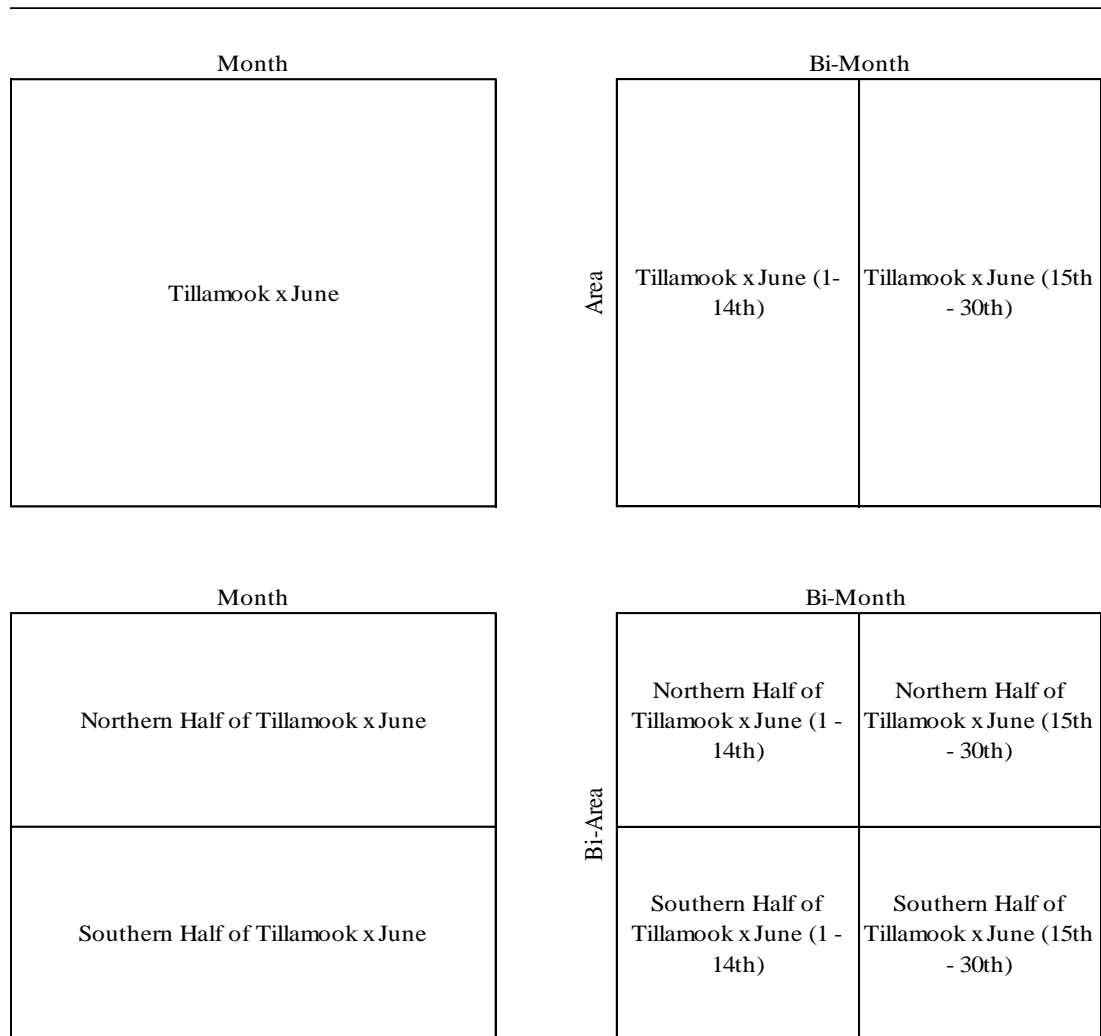 Month
Tillamook x June
Bi-Month
Area
Tillamook x June (1-
14th)
Tillamook x June (15th
- 30th)
Month
Northern Half of Tillamook x June
Southern Half of Tillamook x June
Bi-Month
Bi-Area
Northern Half of
Tillamook x June (1 -
14th)
Northern Half of
Tillamook x June (15th
- 30th)
Southern Half of
Tillamook x June (1 -
14th)
Southern Half of
Tillamook x June (15th
- 30th)